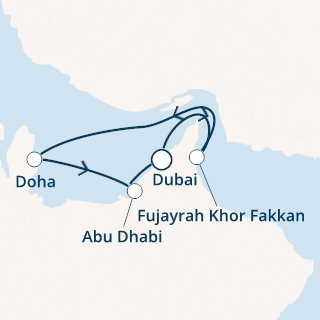 Doha
Dubai
Fujayrah Khor Fakkan
Abu Dhabi